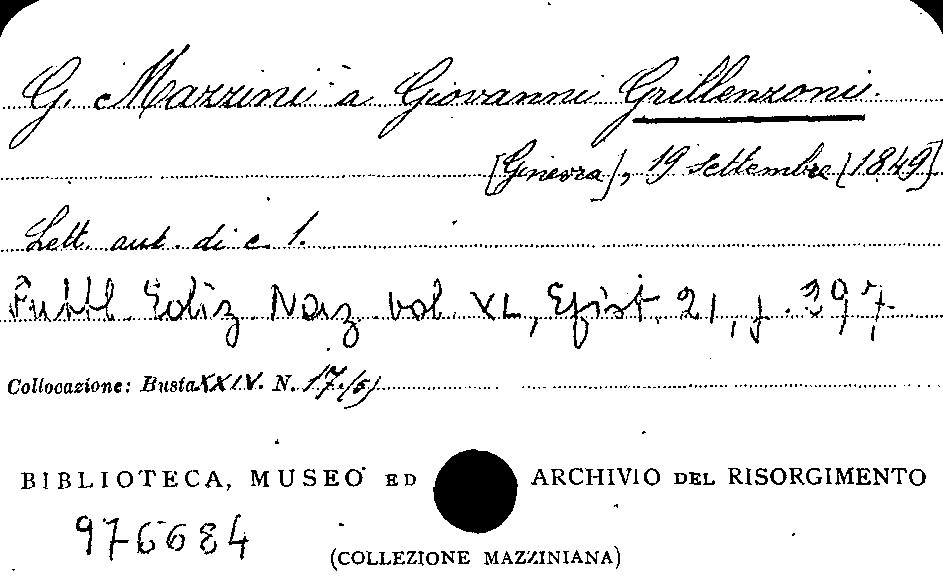 G. Mazzini a Giovanni Grillenzoni.
[Ginevra], 19 settembre [1849]
Lett. aut. di c. 1.
Pubbl. Ediz. Naz. vol. XL, Epist. 21, p. 297
Collocazione: Busta XXIV. N. 17.(5)
BIBLIOTECA, MUSEO ED ARCHIVIO DEL RISORGIMENTO
976684
(COLLEZIONE MAZZINIANA)